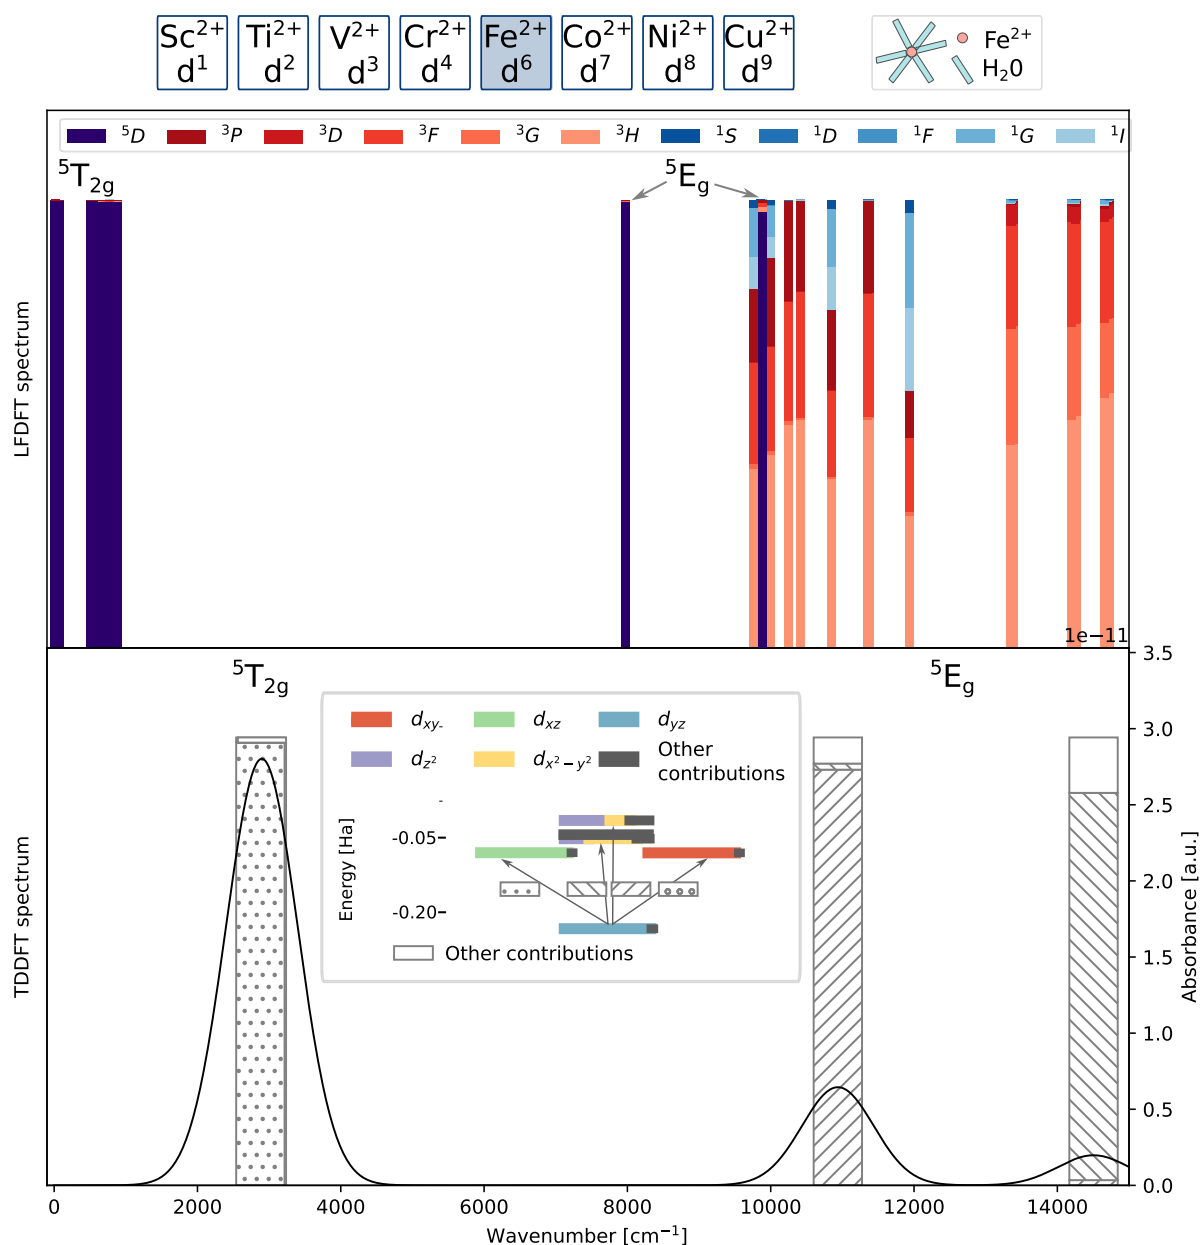 Sc²⁺ Ti²⁺ V²⁺ Cr²⁺ Fe²⁺ Co²⁺ Ni²⁺ Cu²⁺
d¹ d² d³ d⁴ d⁶ d⁷ d⁸ d⁹
Fe²⁺
H₂0
⁵D ³P ³D ³F ³G ³H ¹S ¹D ¹F ¹G ¹I
⁵T₂g ⁵Eg
LFDFT spectrum
1e−11
⁵T₂g ⁵Eg
dxy- dxz dyz
dz² dx²−y² Other
contributions
Energy [Ha]
-0.05
-0.20
Other contributions
TDDFT spectrum
3.5
3.0
2.5
2.0
1.5
1.0
0.5
0.0
Absorbance [a.u.]
0 2000 4000 6000 8000 10000 12000 14000
Wavenumber [cm⁻¹]